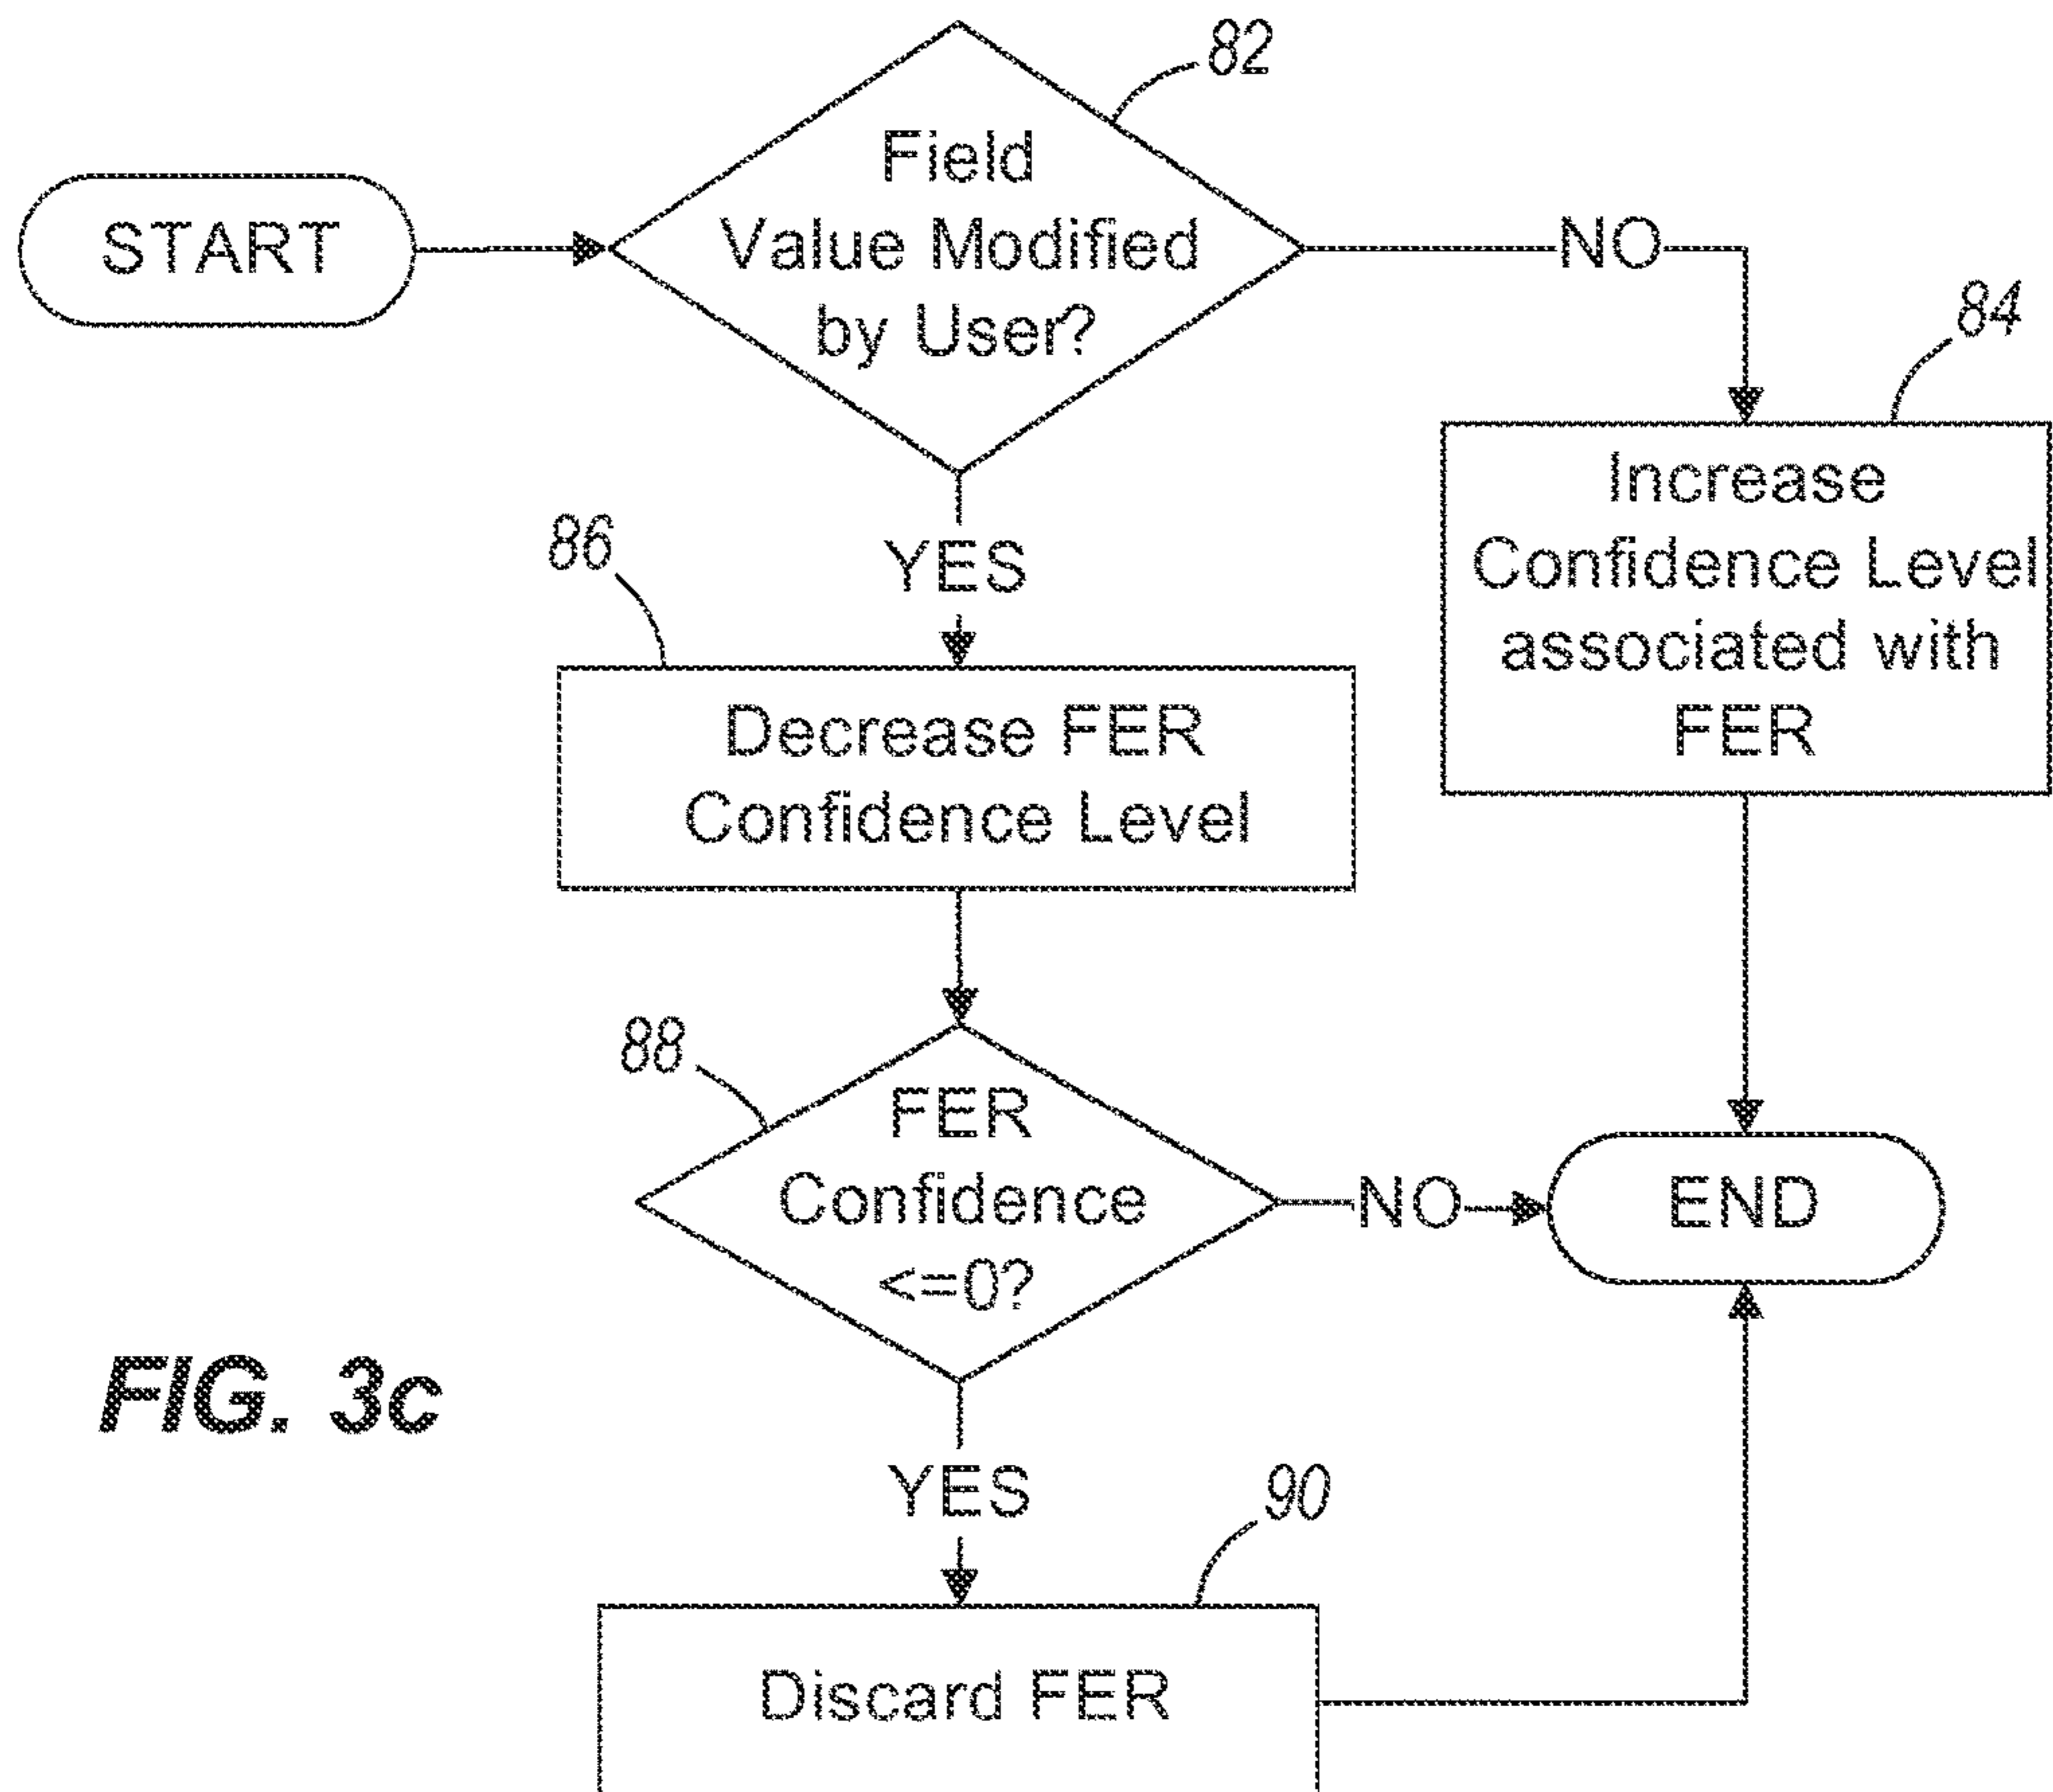 82
Field
Value Modified
by User?
START
NO
84
Increase
Confidence Level
associated with
FER
YES
86
Decrease FER
Confidence Level
88
FER
Confidence
<=0?
NO
END
YES
90
Discard FER
FIG. 3c